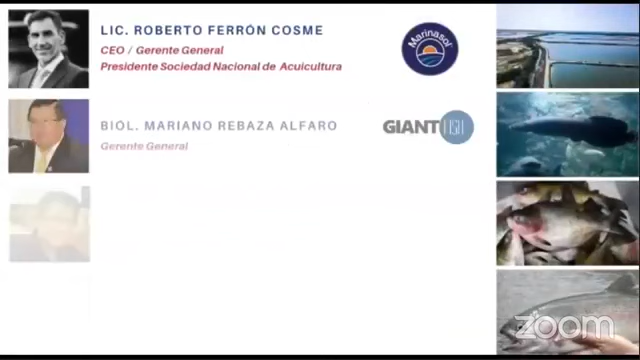 LIC. ROBERTO FERRÓN COSME
CEO / Gerente General
Presidente Sociedad Nacional de Acuicultura
Marinasol
BIOL. MARIANO REBAZA ALFARO
Gerente General
GIANT FISH
zoom